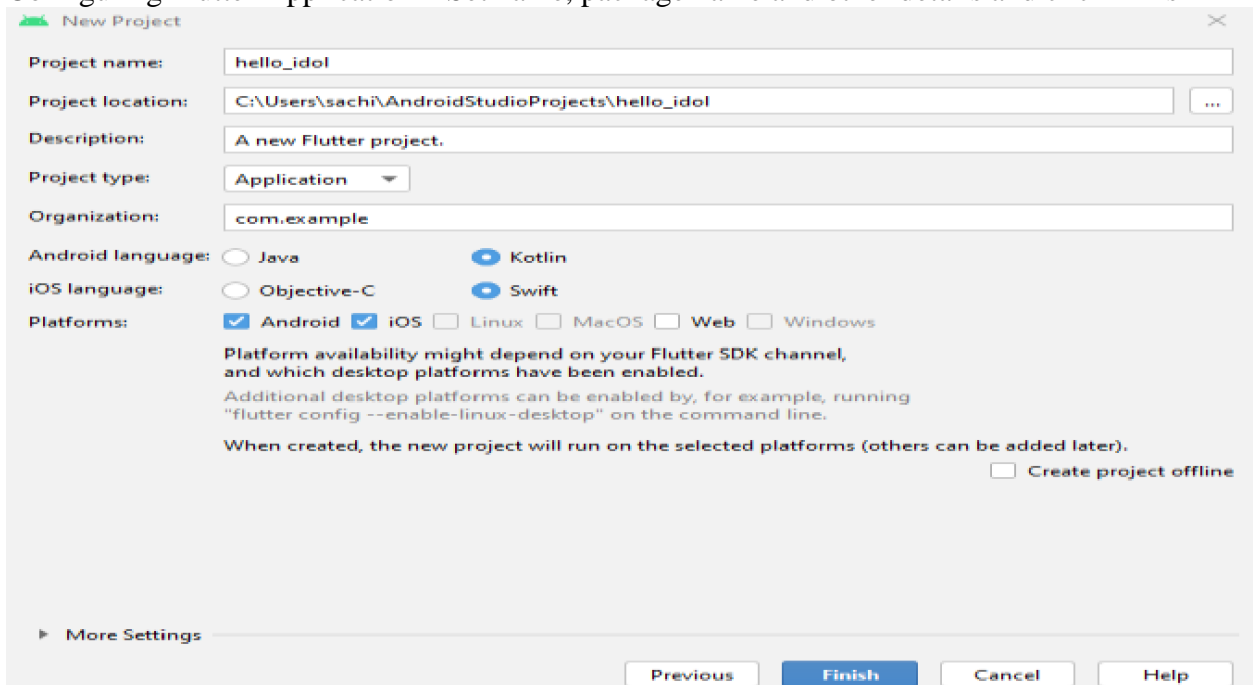 New Project
Project name: hello_idol
Project location: C:\Users\sachi\AndroidStudioProjects\hello_idol ...
Description: A new Flutter project.
Project type: Application
Organization: com.example
Android language: Java Kotlin
iOS language: Objective-C Swift
Platforms: Android iOS Linux MacOS Web Windows
Platform availability might depend on your Flutter SDK channel,
and which desktop platforms have been enabled.
Additional desktop platforms can be enabled by, for example, running
"flutter config --enable-linux-desktop" on the command line.
When created, the new project will run on the selected platforms (others can be added later).
Create project offline
More Settings
Previous Finish Cancel Help